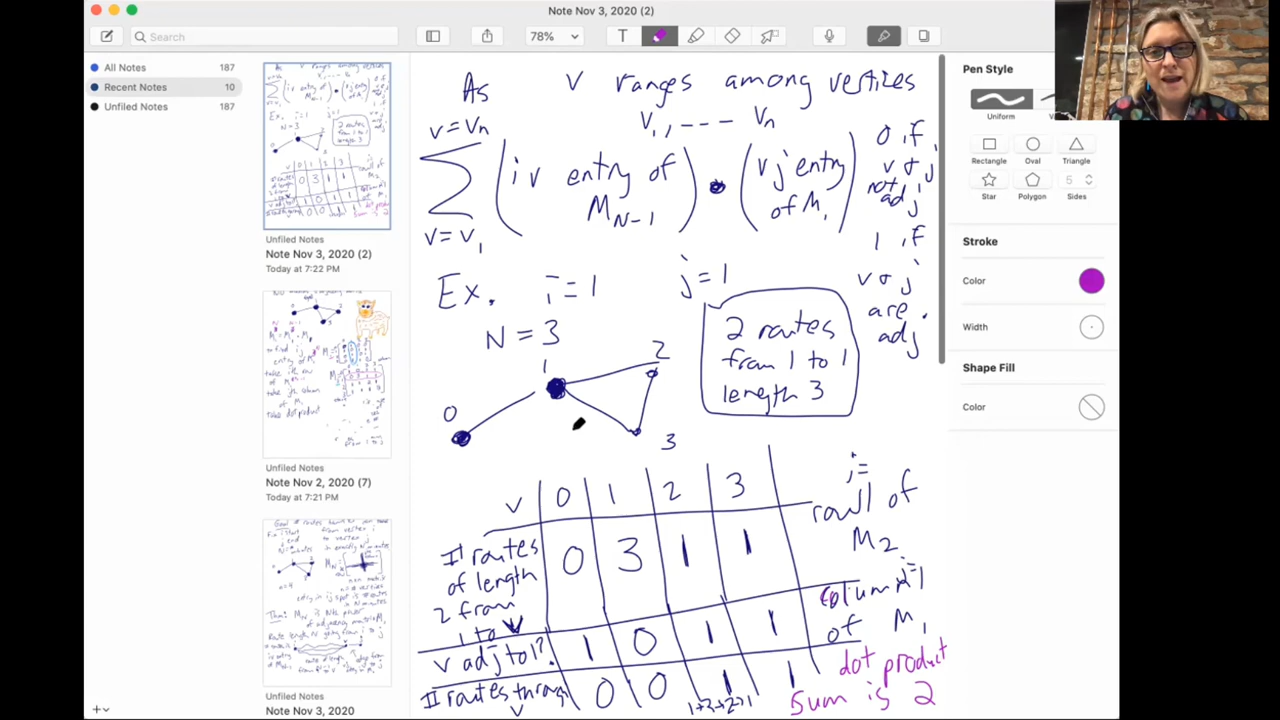 Note Nov 3, 2020 (2)
Search
78%
T
All Notes 187
Recent Notes 10
Unfiled Notes 187
Unfiled Notes
Note Nov 3, 2020 (2)
Today at 7:22 PM
Unfiled Notes
Note Nov 2, 2020 (7)
Today at 7:21 PM
Unfiled Notes
Note Nov 3, 2020
As v ranges among vertices
v₁, ---- vₙ
v=vₙ
∑ (iv entry of M_{N-1}) • (vj entry of M₁)
v=v₁
0 if
v & j
not
adj
1 if
v & j
are
adj.
Ex. i=1 j=1
N=3
2 routes
from 1 to 1
length 3
0
1
2
3
v 0 1 2 3
# routes
of length
2 from
1 to v
0 3 1 1
i=
row 1 of
M₂
v adj to 1? 1 0 1 1
j=1
column 1
of M₁
# routes through
v
0 0 1 1
dot product
sum is 2
Pen Style
Uniform
Rectangle Oval Triangle
Star Polygon Sides
5
Stroke
Color
Width
Shape Fill
Color